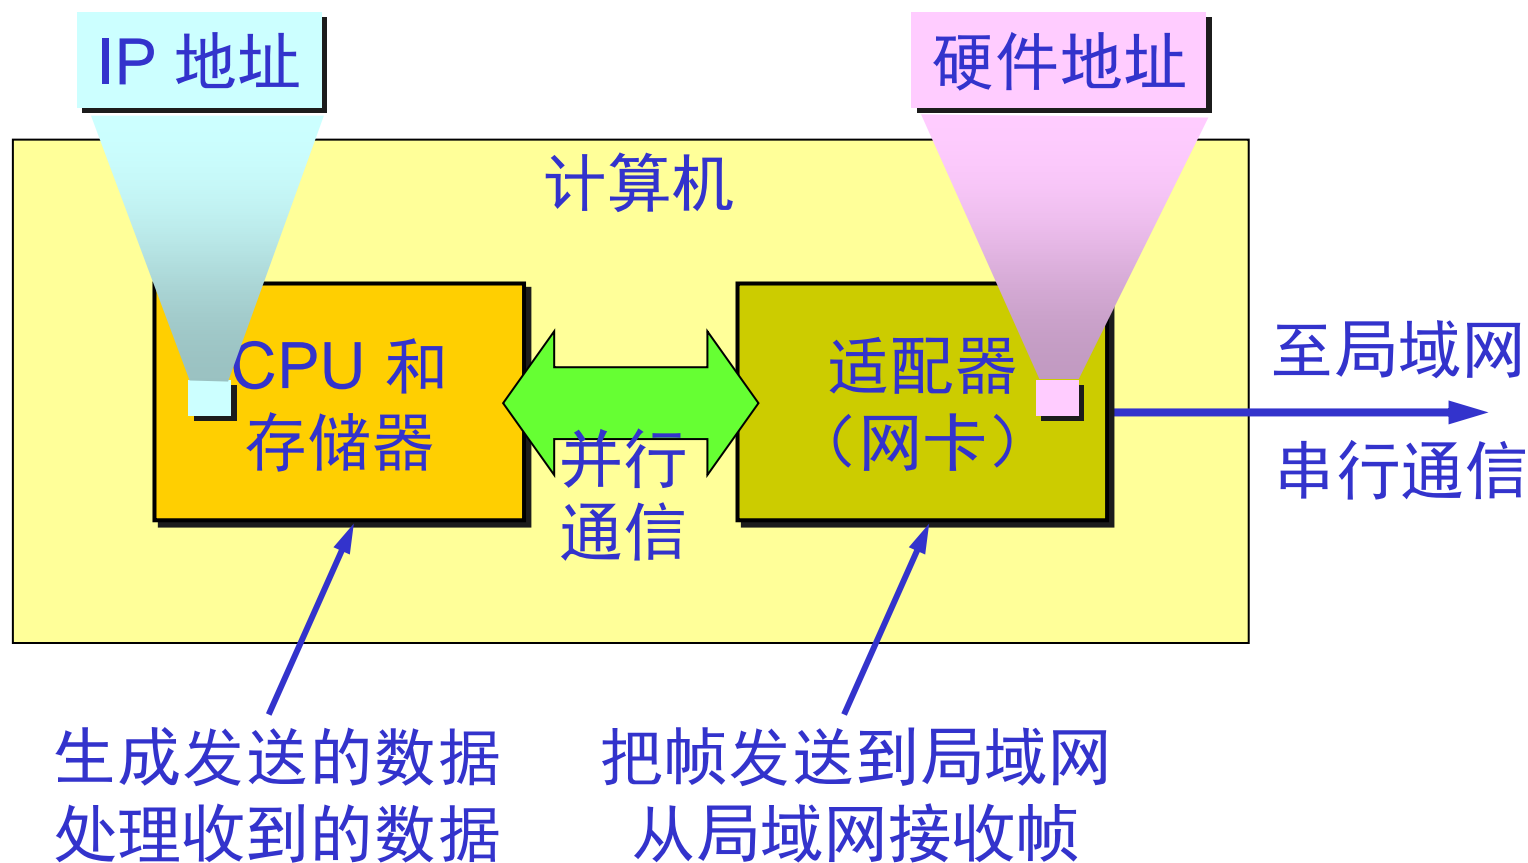 IP 地址
硬件地址
计算机
CPU 和
存储器
适配器
（网卡）
并行
通信
至局域网
串行通信
生成发送的数据
处理收到的数据
把帧发送到局域网
从局域网接收帧